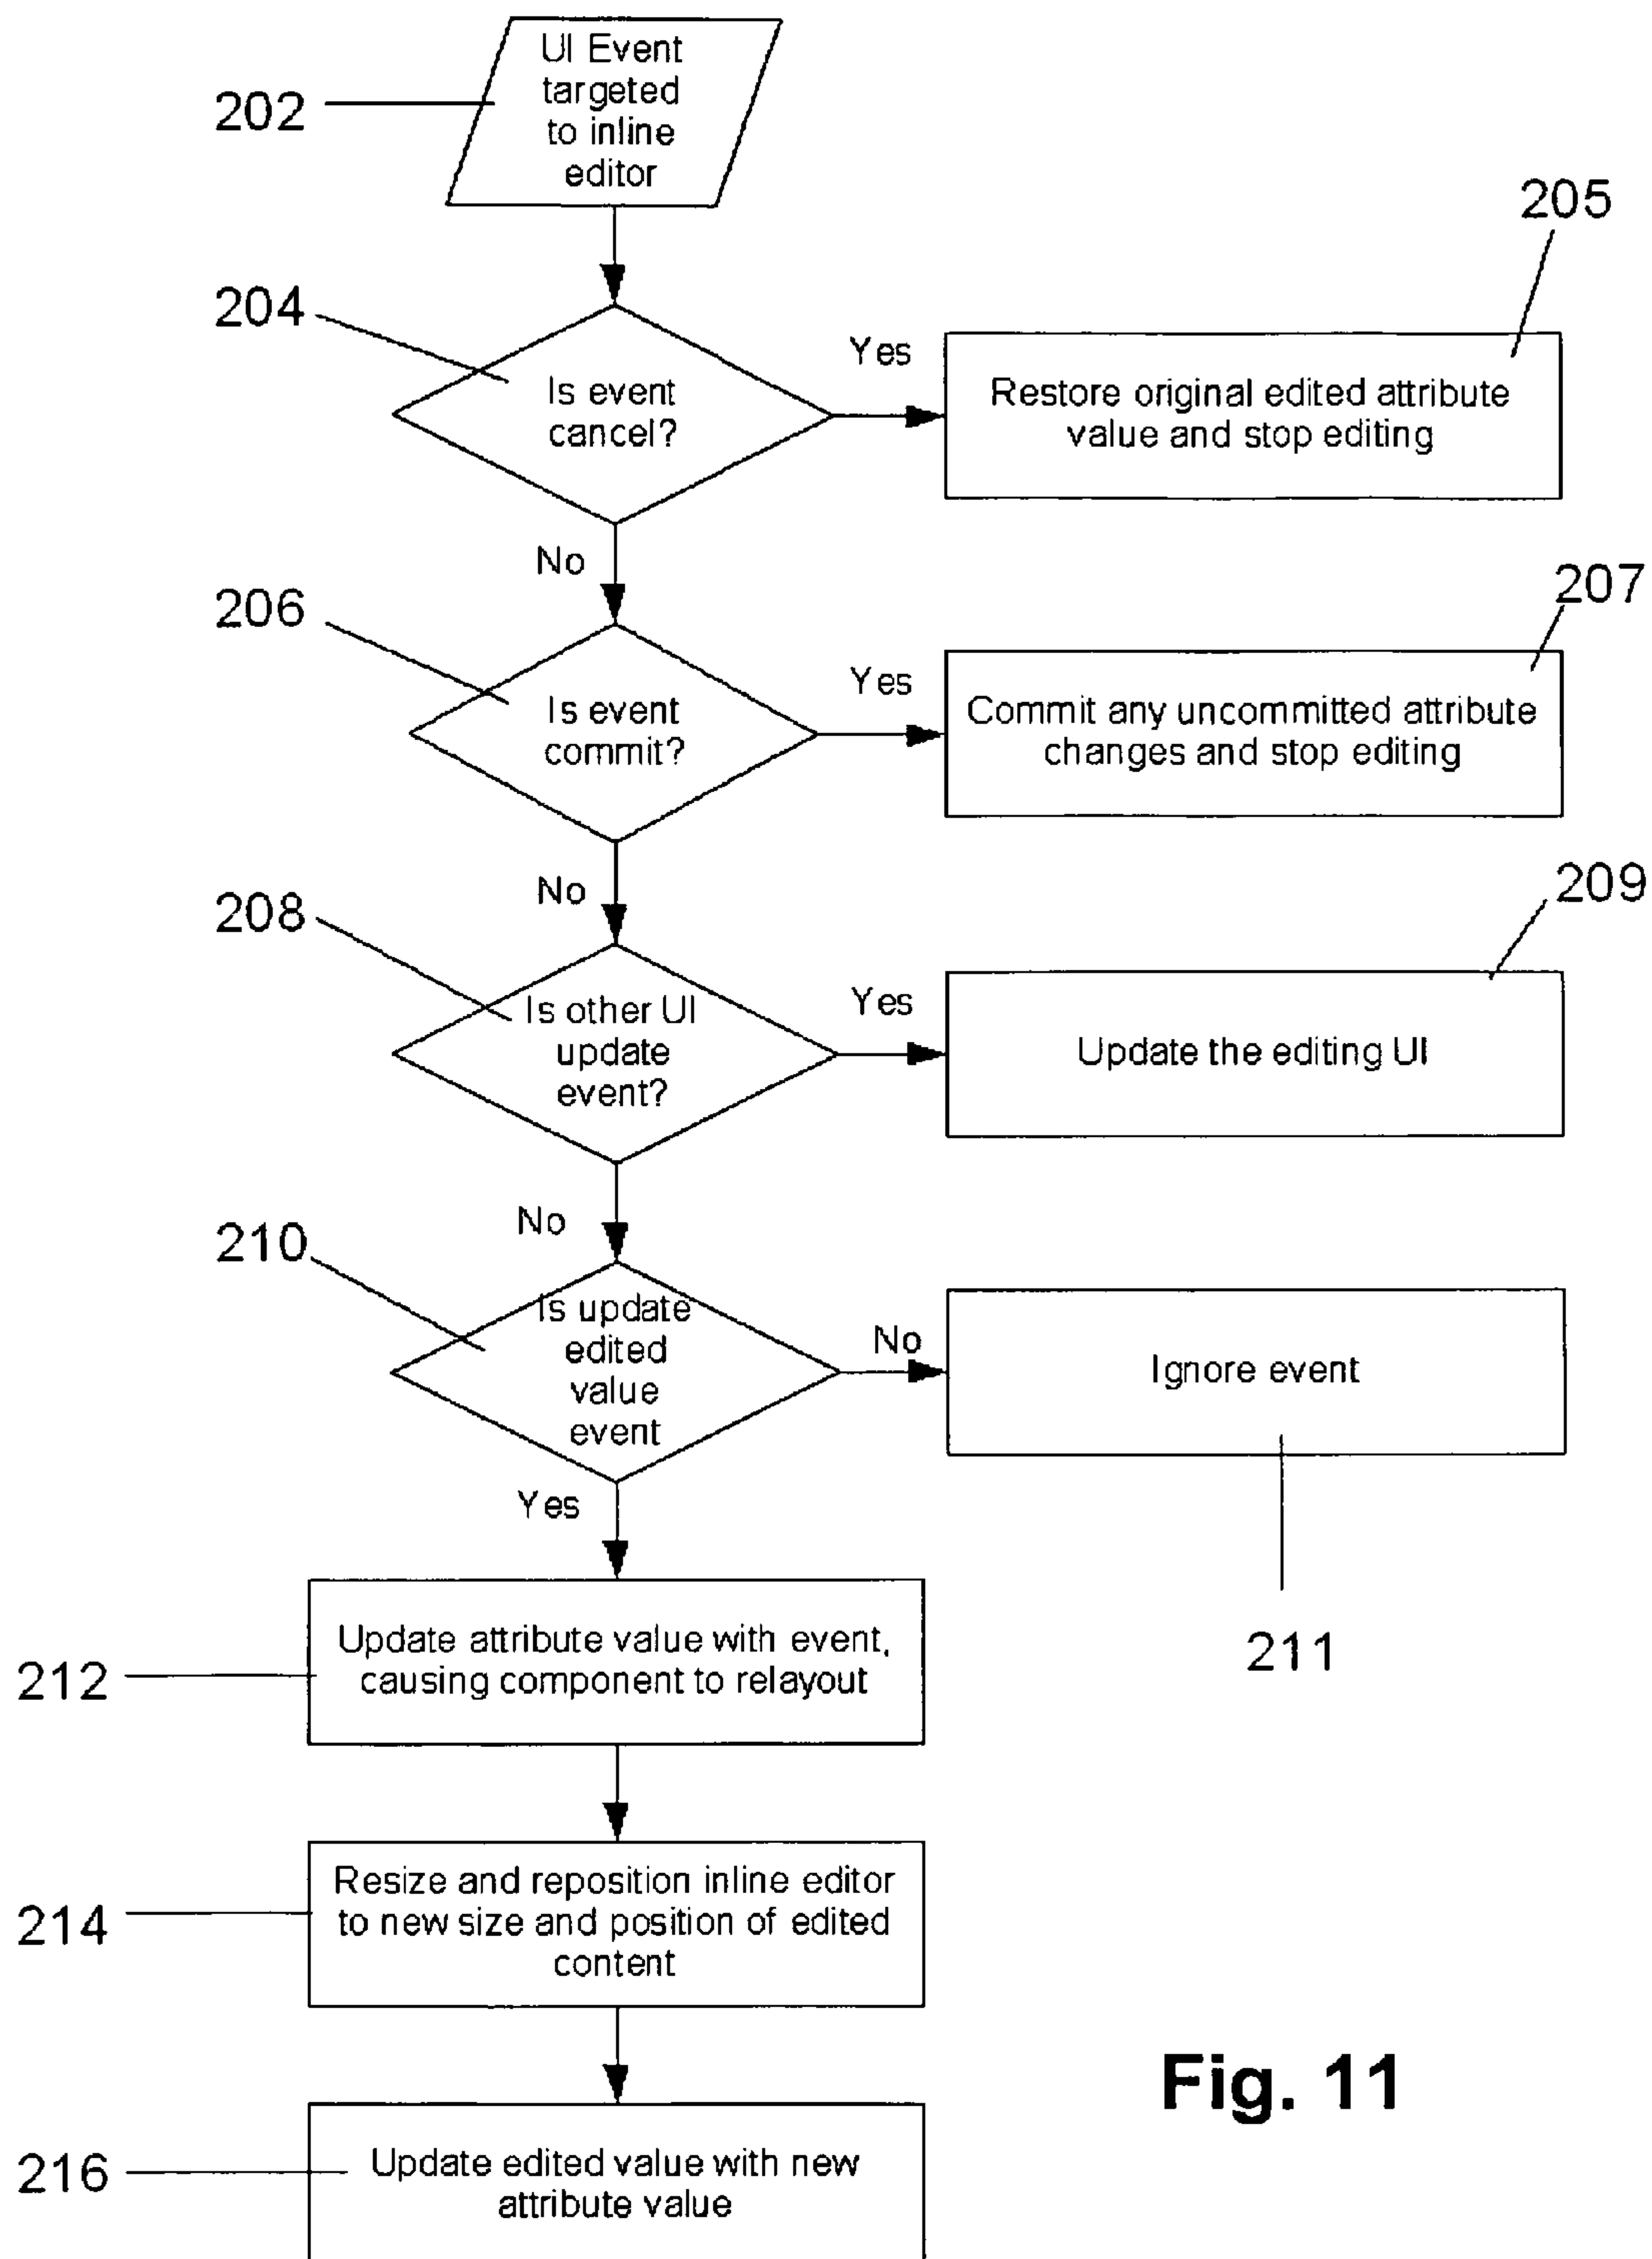 UI Event
targeted
to inline
editor
202
205
204
Is event
cancel?
Yes
Restore original edited attribute
value and stop editing
No
206
207
Is event
commit?
Yes
Commit any uncommitted attribute
changes and stop editing
No
208
209
Is other UI
update
event?
Yes
Update the editing UI
No
210
Is update
edited
value
event
No
Ignore event
211
Yes
212
Update attribute value with event,
causing component to relayout
214
Resize and reposition inline editor
to new size and position of edited
content
216
Update edited value with new
attribute value
Fig. 11